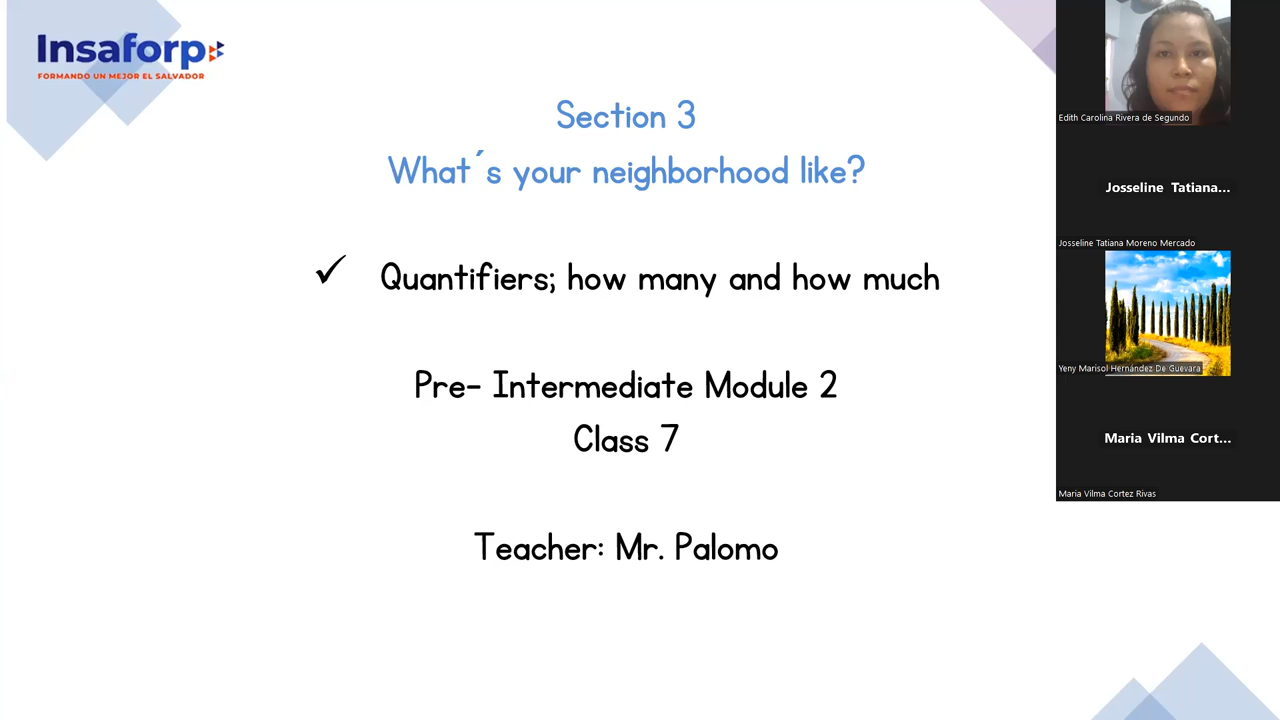 Insaforp
FORMANDO UN MEJOR EL SALVADOR
Section 3
What´s your neighborhood like?
✓ Quantifiers; how many and how much
Pre- Intermediate Module 2
Class 7
Teacher: Mr. Palomo
Edith Carolina Rivera de Segundo
Josseline Tatiana...
Josseline Tatiana Moreno Mercado
Yeny Marisol Hernández De Guevara
Maria Vilma Cort...
Maria Vilma Cortez Rivas